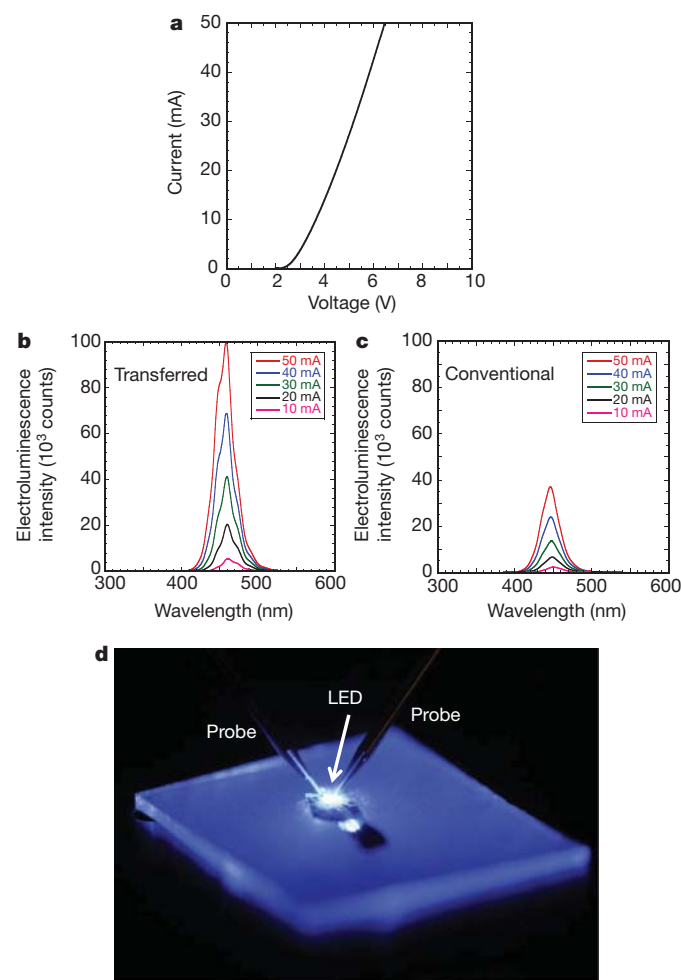 a
50
40
30
20
10
0
Current (mA)
0 2 4 6 8 10
Voltage (V)
b
100
80
60
40
20
0
Electroluminescence
intensity (10³ counts)
Transferred
50 mA
40 mA
30 mA
20 mA
10 mA
300 400 500 600
Wavelength (nm)
c
100
80
60
40
20
0
Electroluminescence
intensity (10³ counts)
Conventional
50 mA
40 mA
30 mA
20 mA
10 mA
300 400 500 600
Wavelength (nm)
d
LED
Probe
Probe